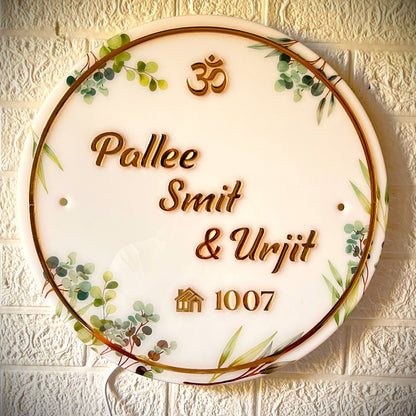 ॐ
Pallee
Smit
& Urjit
1007